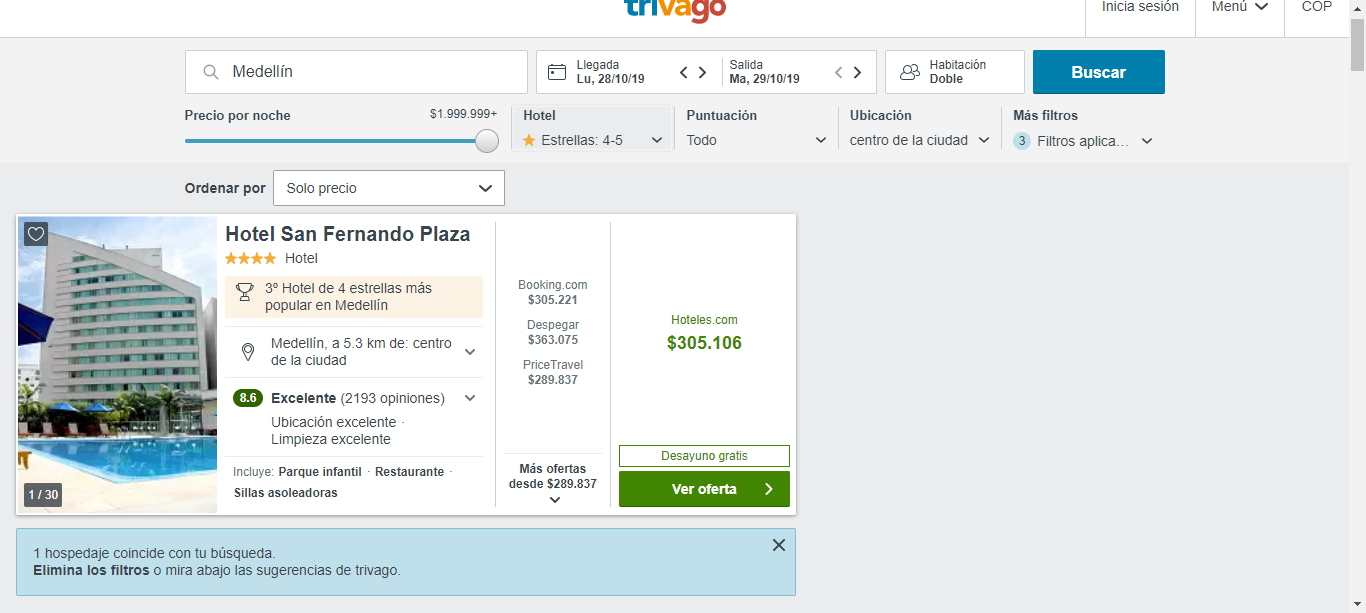 trivago
Inicia sesión
Menú
COP
Medellín
Llegada
Lu, 28/10/19
Salida
Ma, 29/10/19
Habitación
Doble
Buscar
Precio por noche
$1.999.999+
Hotel
Estrellas: 4-5
Puntuación
Todo
Ubicación
centro de la ciudad
Más filtros
3 Filtros aplica...
Ordenar por
Solo precio
Hotel San Fernando Plaza
Hotel
3º Hotel de 4 estrellas más
popular en Medellín
Medellín, a 5.3 km de: centro
de la ciudad
8.6 Excelente (2193 opiniones)
Ubicación excelente ·
Limpieza excelente
Incluye: Parque infantil · Restaurante ·
Sillas asoleadoras
1 / 30
Booking.com
$305.221
Despegar
$363.075
PriceTravel
$289.837
Más ofertas
desde $289.837
Hoteles.com
$305.106
Desayuno gratis
Ver oferta
1 hospedaje coincide con tu búsqueda.
Elimina los filtros o mira abajo las sugerencias de trivago.